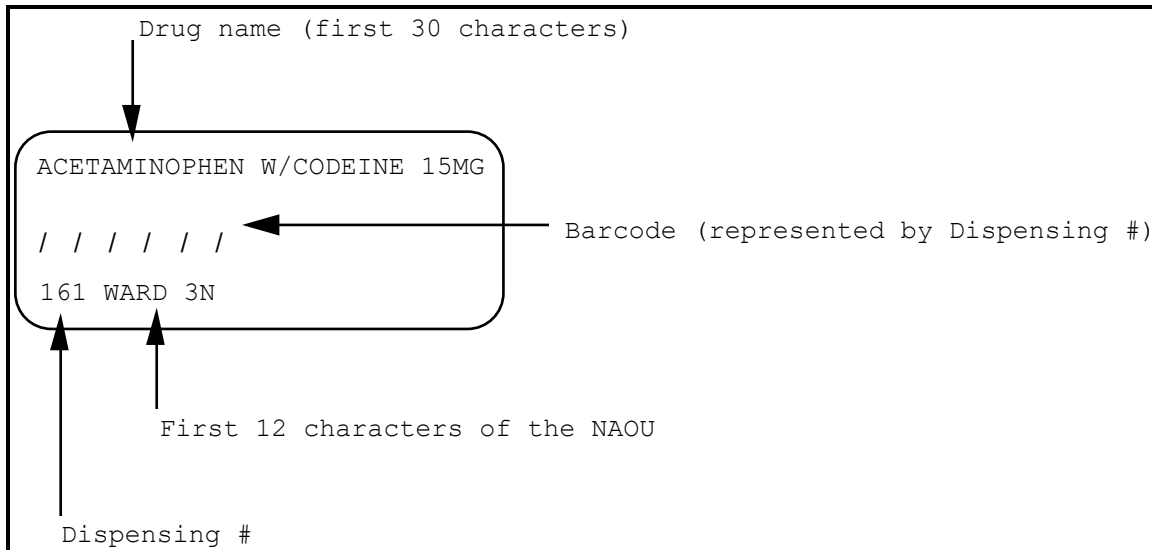 Drug name (first 30 characters)
ACETAMINOPHEN W/CODEINE 15MG
/ / / / / /
Barcode (represented by Dispensing #)
161 WARD 3N
First 12 characters of the NAOU
Dispensing #